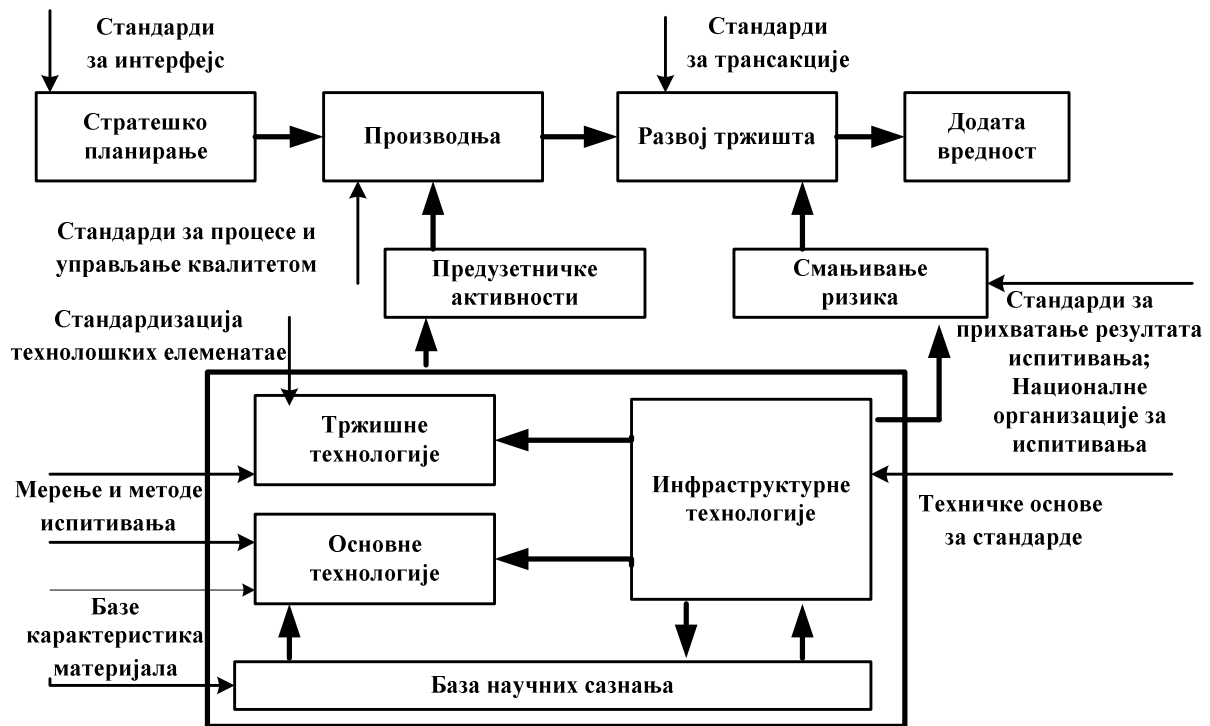 Стандарди
за интерфејс
Стандарди
за трансакције
Стратешко
планирање
Производња
Развој тржишта
Додата
вредност
Стандарди за процесе и
управљање квалитетом
Предузетничке
активности
Смањивање
ризика
Стандарди за
прихватање резултата
испитивања;
Националне
организације за
испитивања
Стандардизација
технолошких елеменатае
Тржишне
технологије
Инфраструктурне
технологије
Мерење и методе
испитивања
Основне
технологије
Техничке основе
за стандарде
Базе
карактеристика
материјала
База научних сазнања